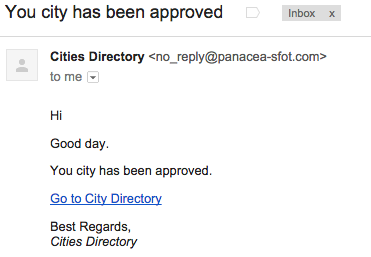 You city has been approved
Inbox x
Cities Directory <no_reply@panacea-sfot.com>
to me
Hi
Good day.
You city has been approved.
Go to City Directory
Best Regards,
Cities Directory